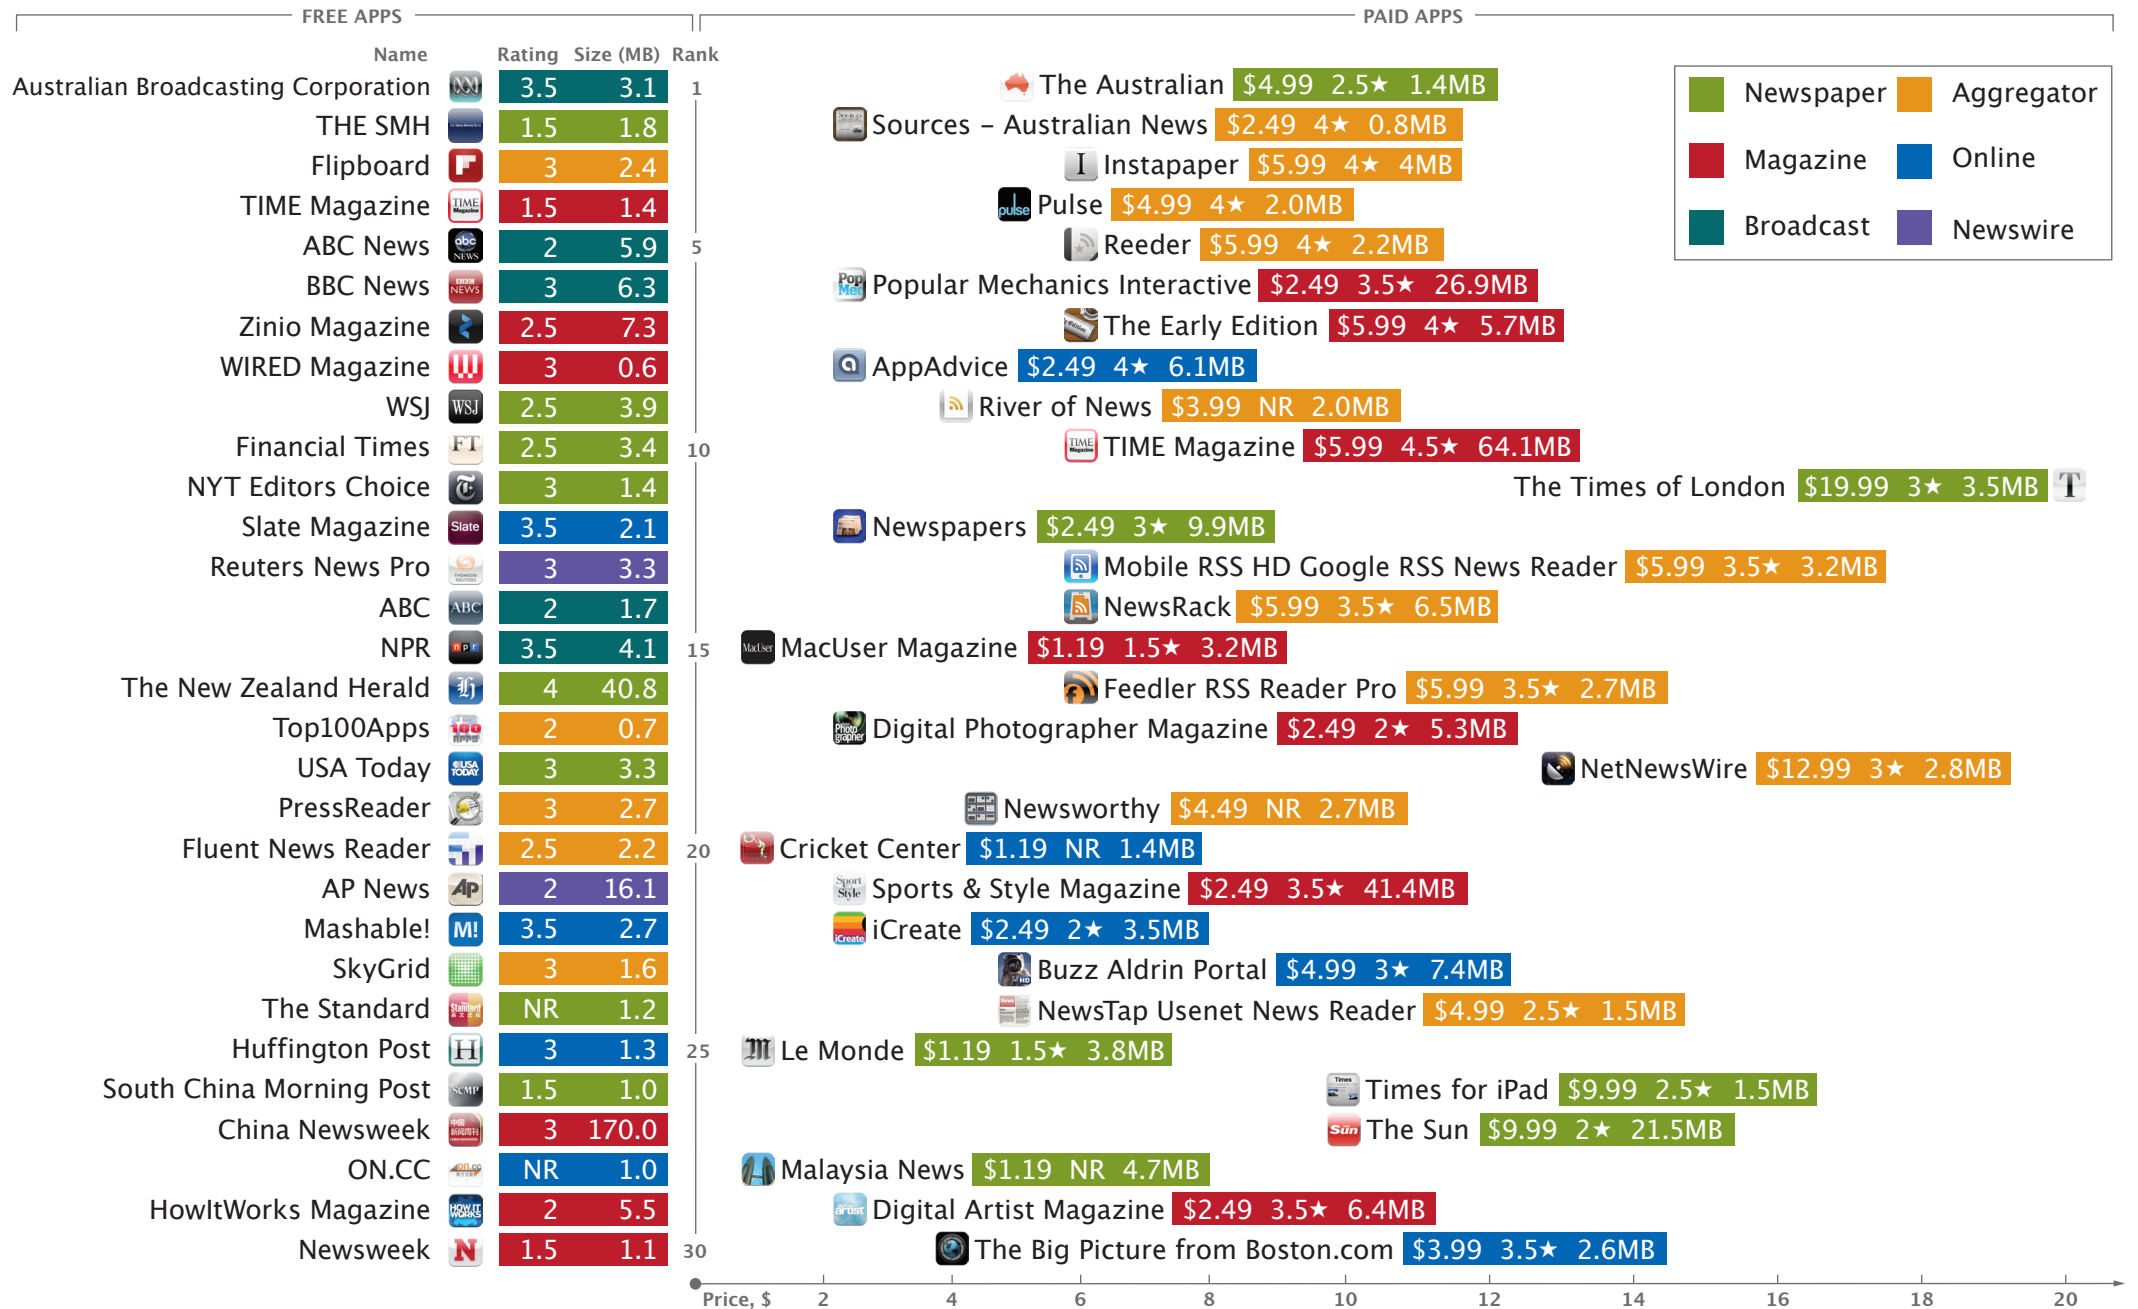 FREE APPS PAID APPS
Name Rating Size (MB) Rank
Australian Broadcasting Corporation 3.5 3.1 1 The Australian $4.99 2.5★ 1.4MB
THE SMH 1.5 1.8 Sources – Australian News $2.49 4★ 0.8MB
Flipboard 3 2.4 Instapaper $5.99 4★ 4MB
TIME Magazine 1.5 1.4 Pulse $4.99 4★ 2.0MB
ABC News 2 5.9 5 Reeder $5.99 4★ 2.2MB
BBC News 3 6.3 Popular Mechanics Interactive $2.49 3.5★ 26.9MB
Zinio Magazine 2.5 7.3 The Early Edition $5.99 4★ 5.7MB
WIRED Magazine 3 0.6 AppAdvice $2.49 4★ 6.1MB
WSJ 2.5 3.9 River of News $3.99 NR 2.0MB
Financial Times 2.5 3.4 10 TIME Magazine $5.99 4.5★ 64.1MB
NYT Editors Choice 3 1.4 The Times of London $19.99 3★ 3.5MB
Slate Magazine 3.5 2.1 Newspapers $2.49 3★ 9.9MB
Reuters News Pro 3 3.3 Mobile RSS HD Google RSS News Reader $5.99 3.5★ 3.2MB
ABC 2 1.7 NewsRack $5.99 3.5★ 6.5MB
NPR 3.5 4.1 15 MacUser Magazine $1.19 1.5★ 3.2MB
The New Zealand Herald 4 40.8 Feedler RSS Reader Pro $5.99 3.5★ 2.7MB
Top100Apps 2 0.7 Digital Photographer Magazine $2.49 2★ 5.3MB
USA Today 3 3.3 NetNewsWire $12.99 3★ 2.8MB
PressReader 3 2.7 Newsworthy $4.49 NR 2.7MB
Fluent News Reader 2.5 2.2 20 Cricket Center $1.19 NR 1.4MB
AP News 2 16.1 Sports & Style Magazine $2.49 3.5★ 41.4MB
Mashable! 3.5 2.7 iCreate $2.49 2★ 3.5MB
SkyGrid 3 1.6 Buzz Aldrin Portal $4.99 3★ 7.4MB
The Standard NR 1.2 NewsTap Usenet News Reader $4.99 2.5★ 1.5MB
Huffington Post 3 1.3 25 Le Monde $1.19 1.5★ 3.8MB
South China Morning Post 1.5 1.0 Times for iPad $9.99 2.5★ 1.5MB
China Newsweek 3 170.0 The Sun $9.99 2★ 21.5MB
ON.CC NR 1.0 Malaysia News $1.19 NR 4.7MB
HowItWorks Magazine 2 5.5 Digital Artist Magazine $2.49 3.5★ 6.4MB
Newsweek 1.5 1.1 30 The Big Picture from Boston.com $3.99 3.5★ 2.6MB
Price, $ 2 4 6 8 10 12 14 16 18 20
Newspaper Aggregator
Magazine Online
Broadcast Newswire